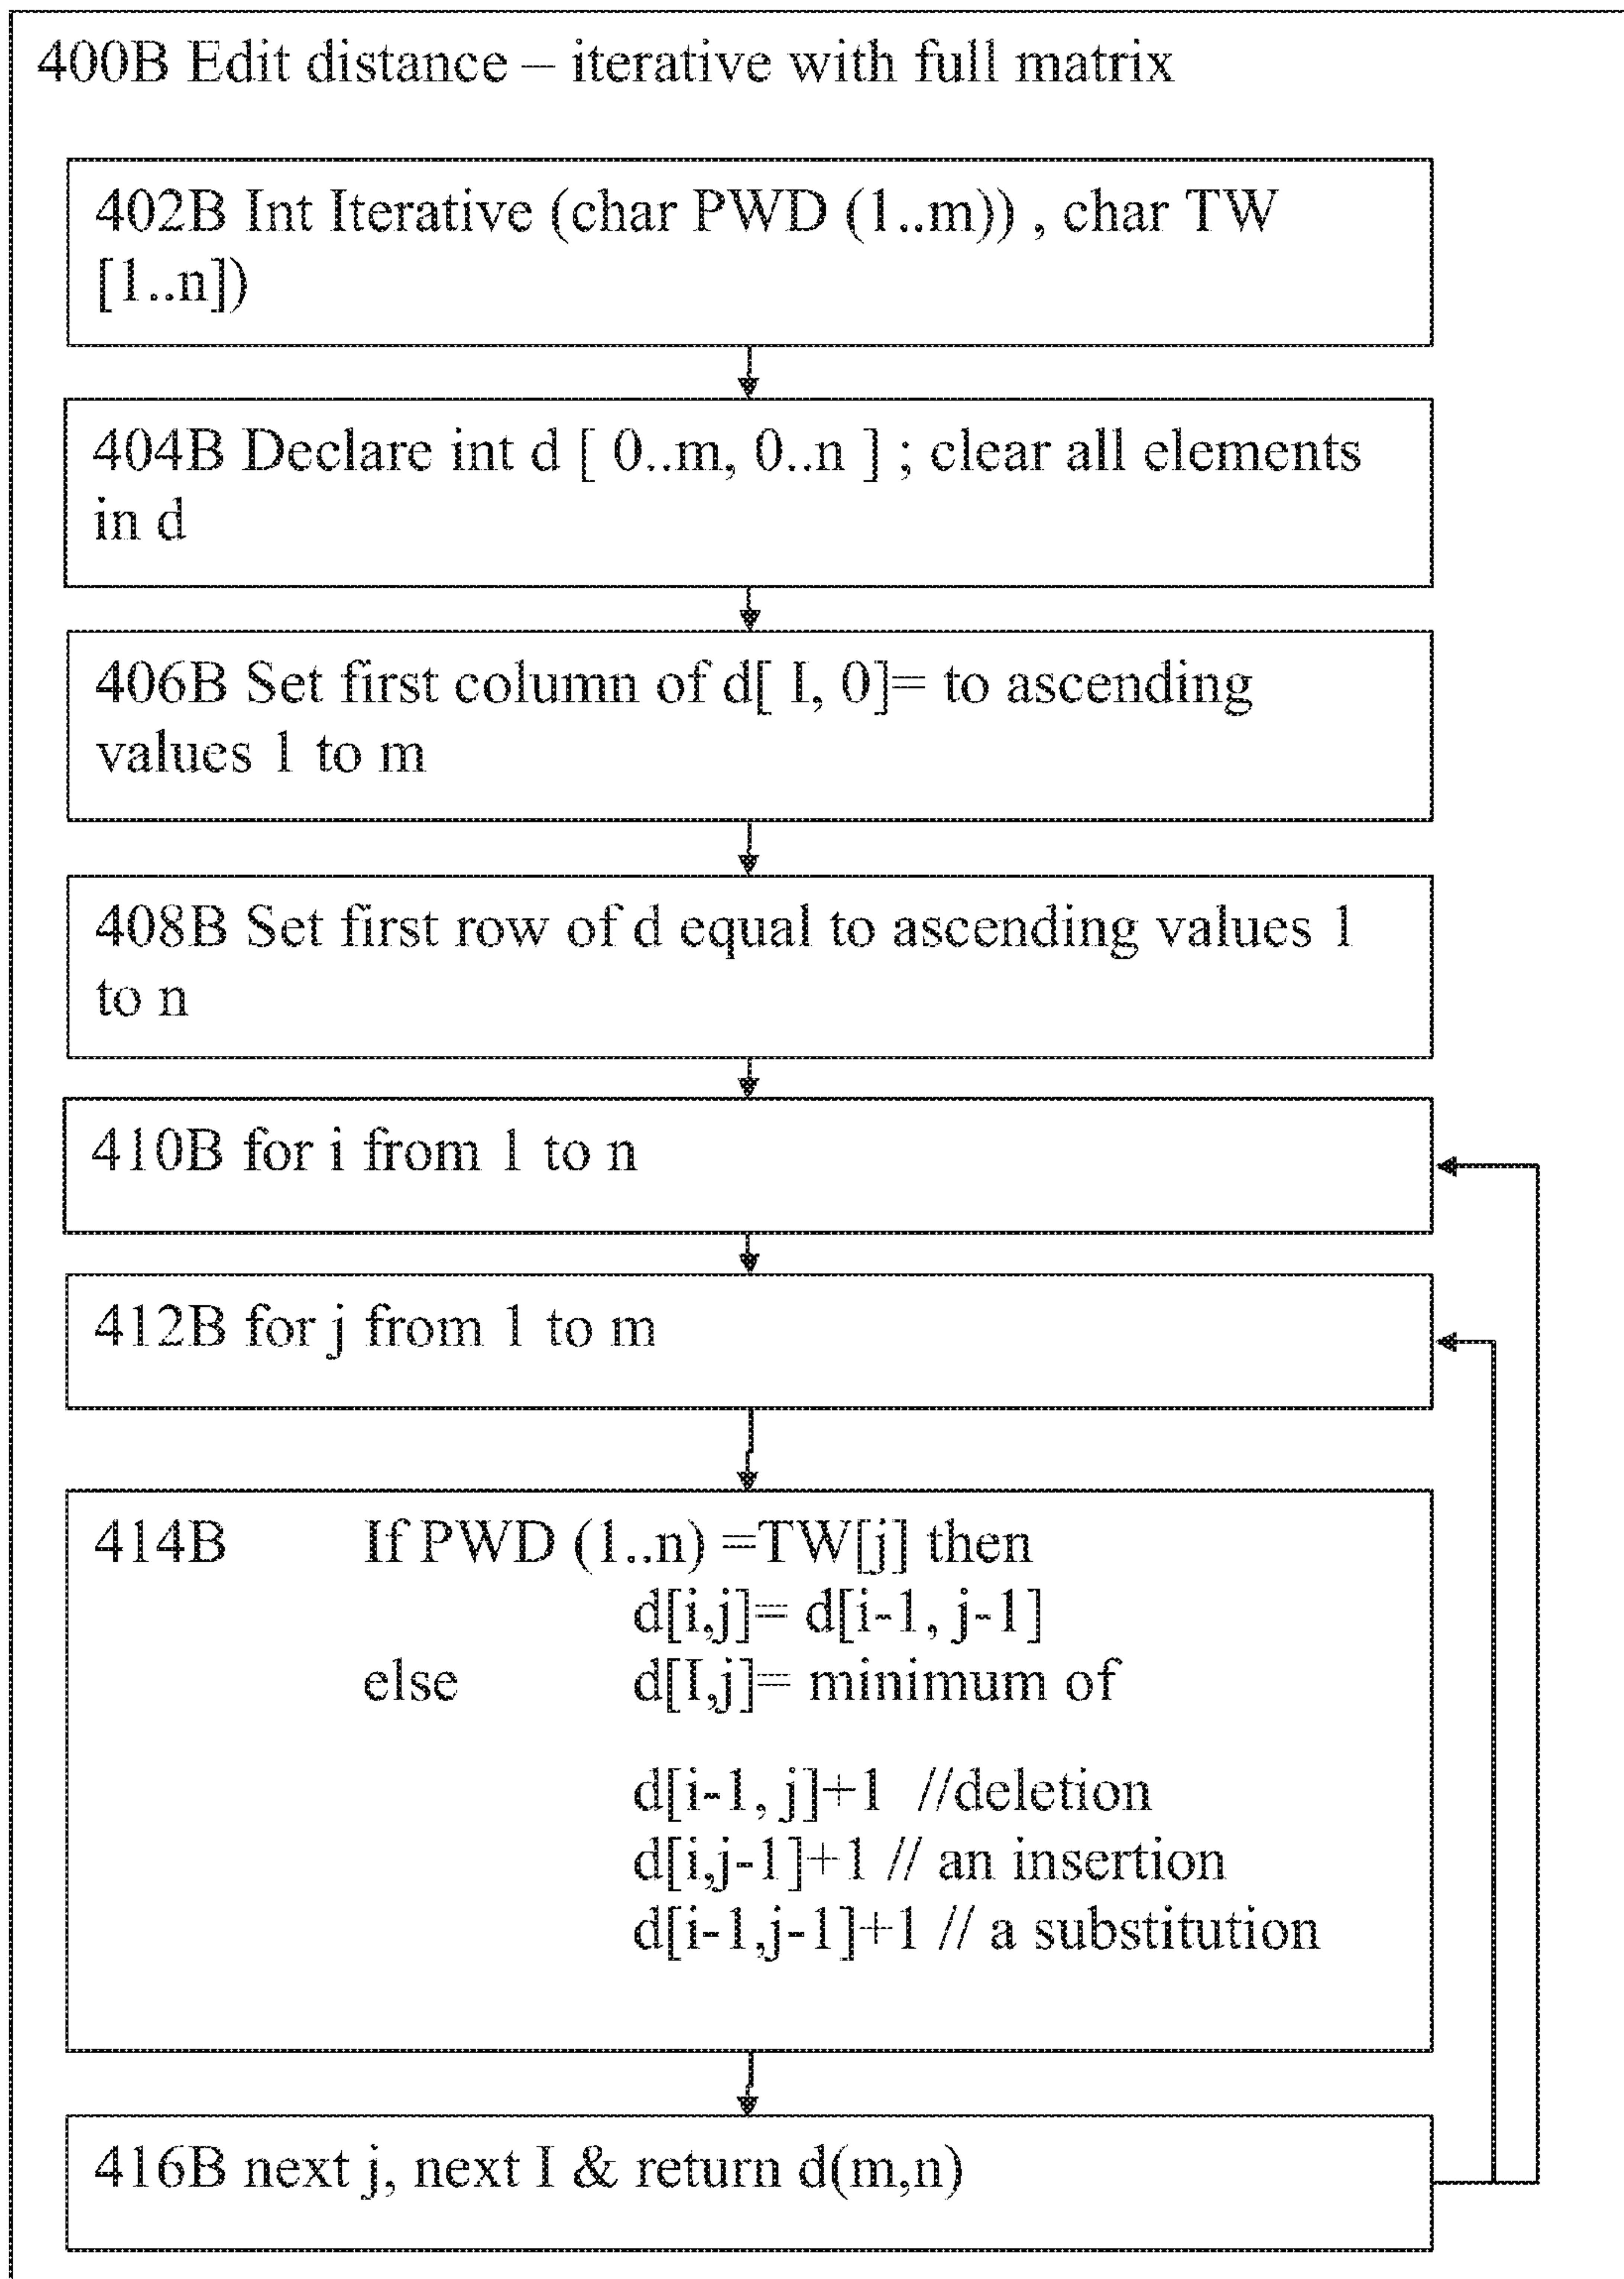 400B Edit distance – iterative with full matrix
402B Int Iterative (char PWD (1..m)) , char TW
[1..n])
404B Declare int d [ 0..m, 0..n ] ; clear all elements
in d
406B Set first column of d[ I, 0]= to ascending
values 1 to m
408B Set first row of d equal to ascending values 1
to n
410B for i from 1 to n
412B for j from 1 to m
414B If PWD (1..n) =TW[j] then
d[i,j]= d[i-1, j-1]
else d[I,j]= minimum of
d[i-1, j]+1 //deletion
d[i,j-1]+1 // an insertion
d[i-1,j-1]+1 // a substitution
416B next j, next I & return d(m,n)